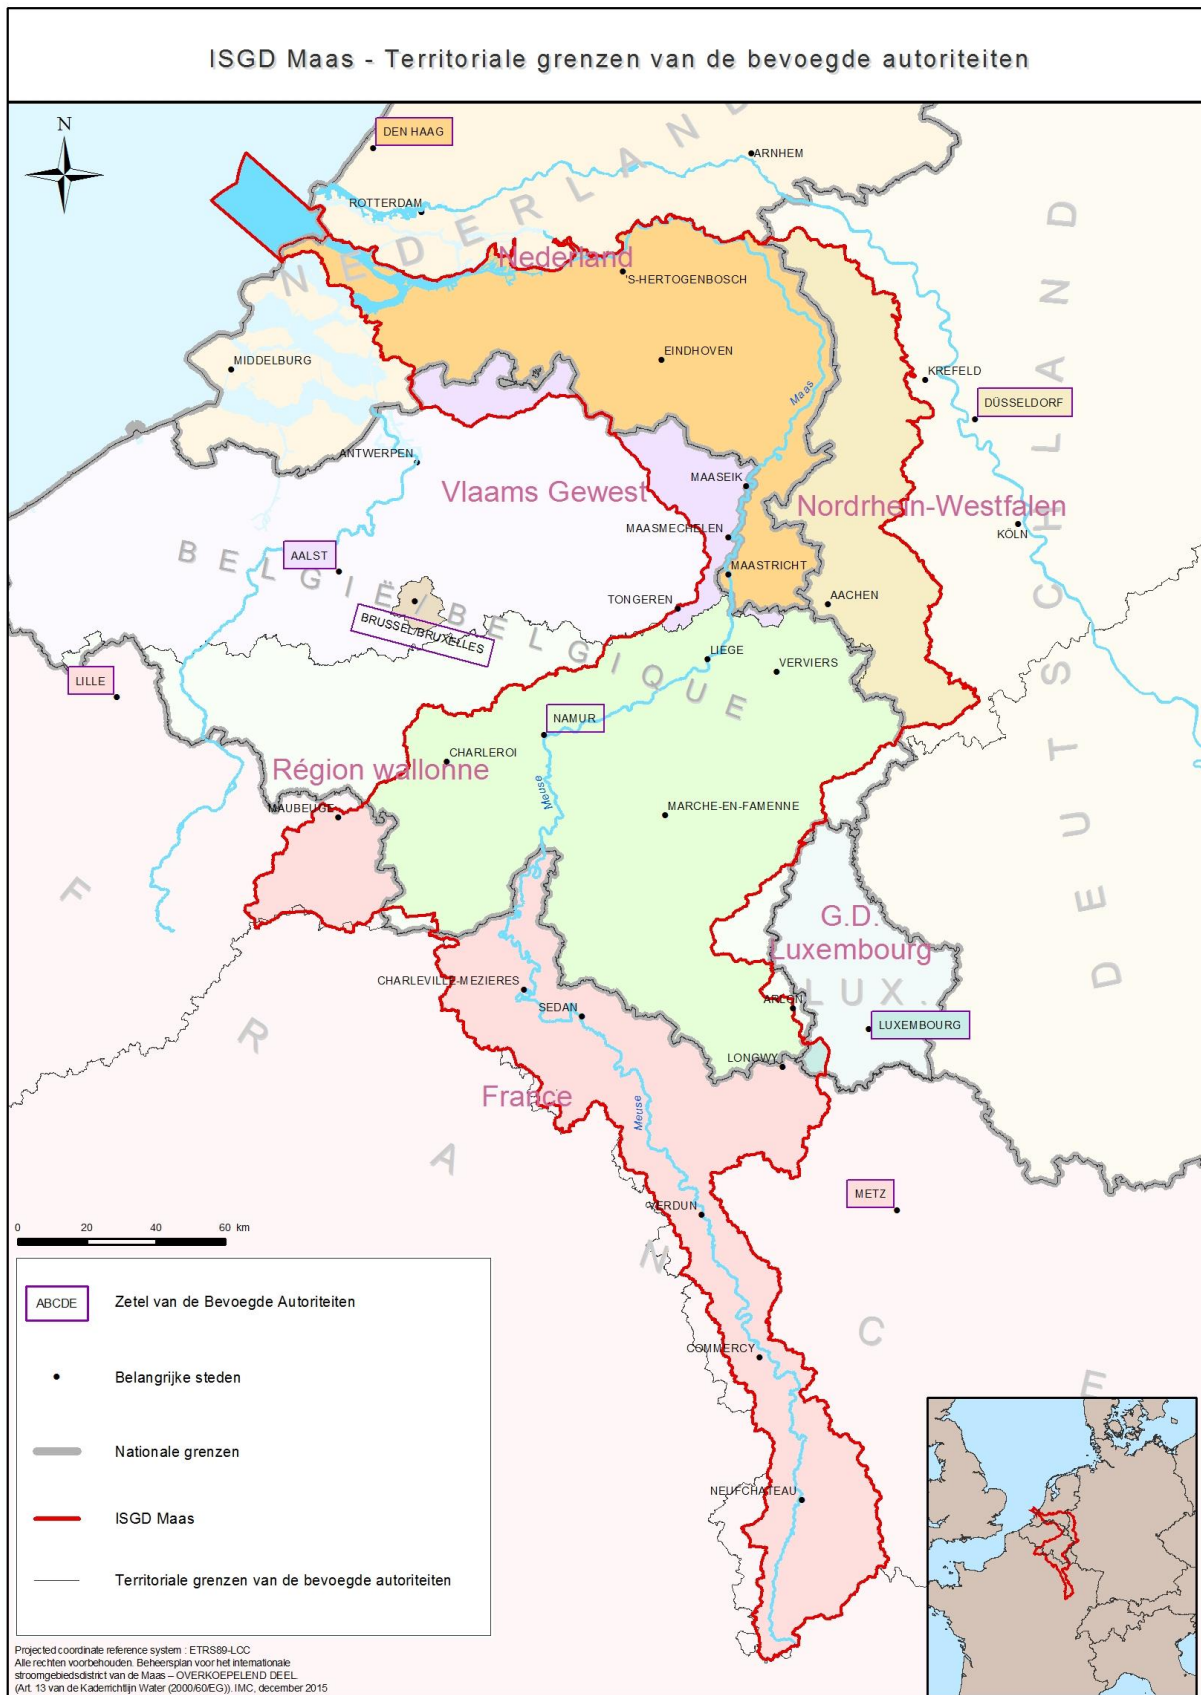 ISGD Maas - Territoriale grenzen van de bevoegde autoriteiten
N
DEN HAAG
ARNHEM
ROTTERDAM
NEDERLAND
Nederland
'S-HERTOGENBOSCH
MIDDELBURG
EINDHOVEN
KREFELD
DÜSSELDORF
Maas
ANTWERPEN
MAASEIK
Vlaams Gewest
Nordrhein-Westfalen
KÖLN
MAASMECHELEN
AALST
MAASTRICHT
BELGIË / BELGIQUE
AACHEN
TONGEREN
BRUSSEL/BRUXELLES
LIÈGE
VERVIERS
LILLE
NAMUR
CHARLEROI
Région wallonne
Meuse
MAUBEUGE
MARCHE-EN-FAMENNE
DEUTSCHLAND
G.D.
Luxembourg
CHARLEVILLE-MEZIERES
LUX.
ARLON
SEDAN
LUXEMBOURG
LONGWY
France
Meuse
FRANCE
METZ
VERDUN
0 20 40 60 km
COMMERCY
NEUFCHATEAU
ABCDE Zetel van de Bevoegde Autoriteiten
Belangrijke steden
Nationale grenzen
ISGD Maas
Territoriale grenzen van de bevoegde autoriteiten
Projected coordinate reference system : ETRS89-LCC
Alle rechten voorbehouden. Beheersplan voor het internationale
stroomgebiedsdistrict van de Maas – OVERKOEPELEND DEEL.
(Art. 13 van de Kaderrichtlijn Water (2000/60/EG)). IMC, december 2015